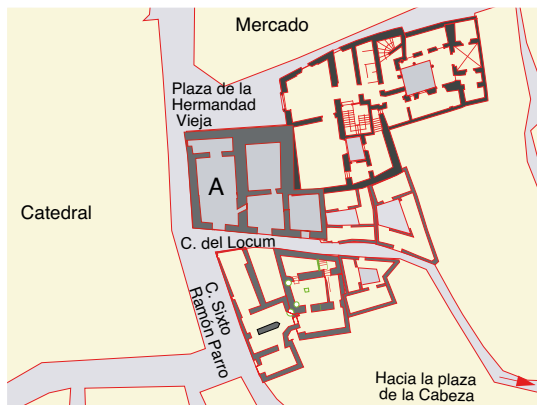 Mercado
Plaza de la
Hermandad
Vieja
A
Catedral
C. del Locum
C. Sixto
Ramón Parro
Hacia la plaza
de la Cabeza